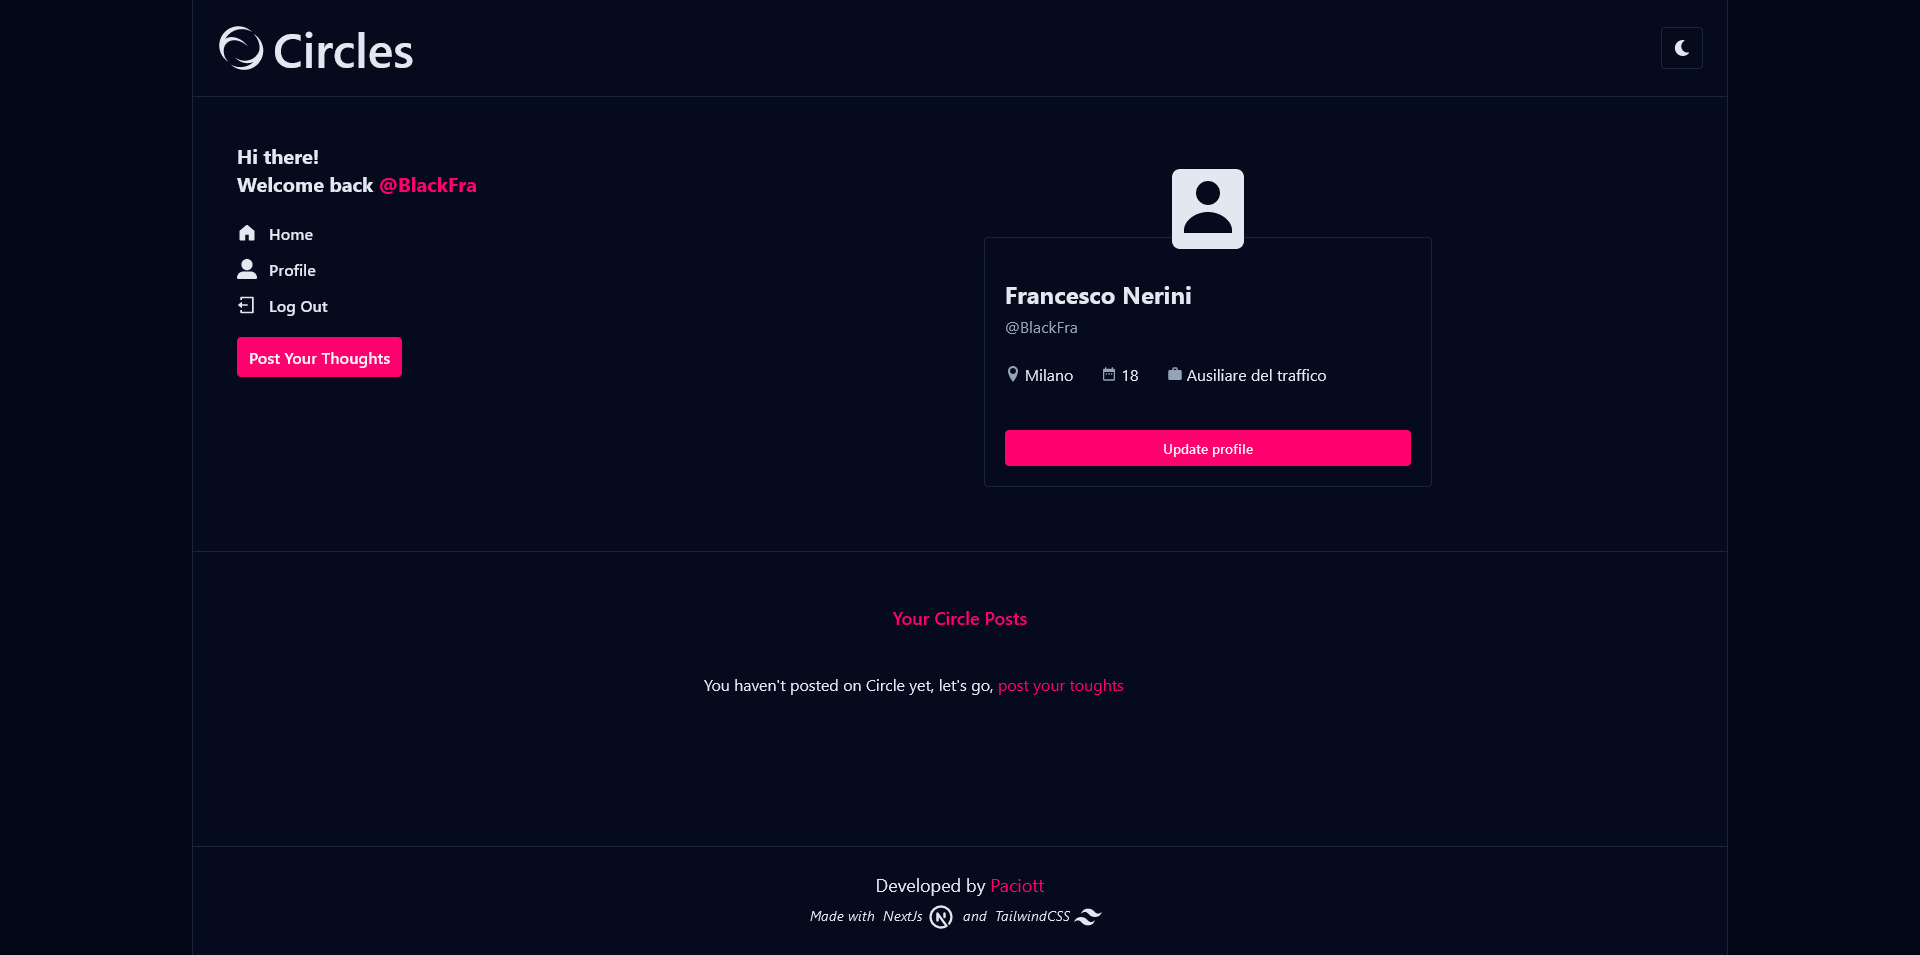 Circles
Hi there!
Welcome back @BlackFra
Home
Profile
Log Out
Post Your Thoughts
Francesco Nerini
@BlackFra
Milano 18 Ausiliare del traffico
Update profile
Your Circle Posts
You haven't posted on Circle yet, let's go, post your toughts
Developed by Paciott
Made with NextJs and TailwindCSS